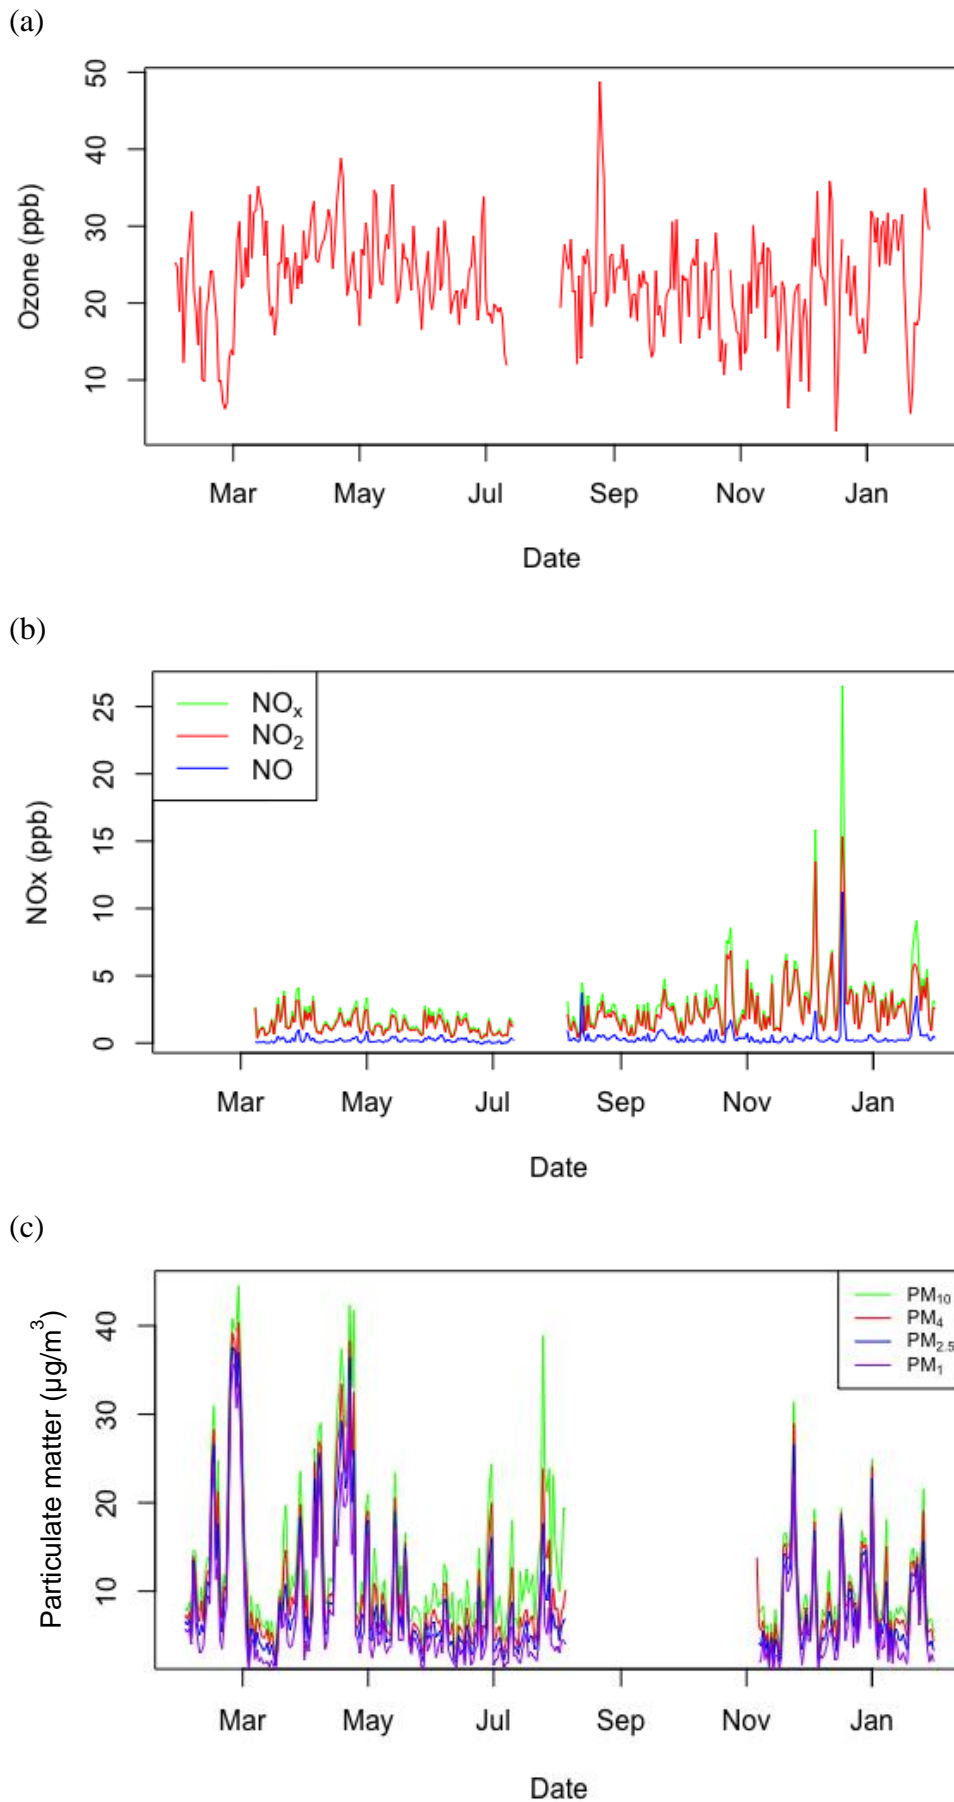 (a)
Ozone (ppb)
50
40
30
20
10
Mar May Jul Sep Nov Jan
Date
(b)
NOx (ppb)
25
20
15
10
5
0
NOₓ
NO₂
NO
Mar May Jul Sep Nov Jan
Date
(c)
Particulate matter (µg/m³)
40
30
20
10
PM₁₀
PM₄
PM₂.₅
PM₁
Mar May Jul Sep Nov Jan
Date